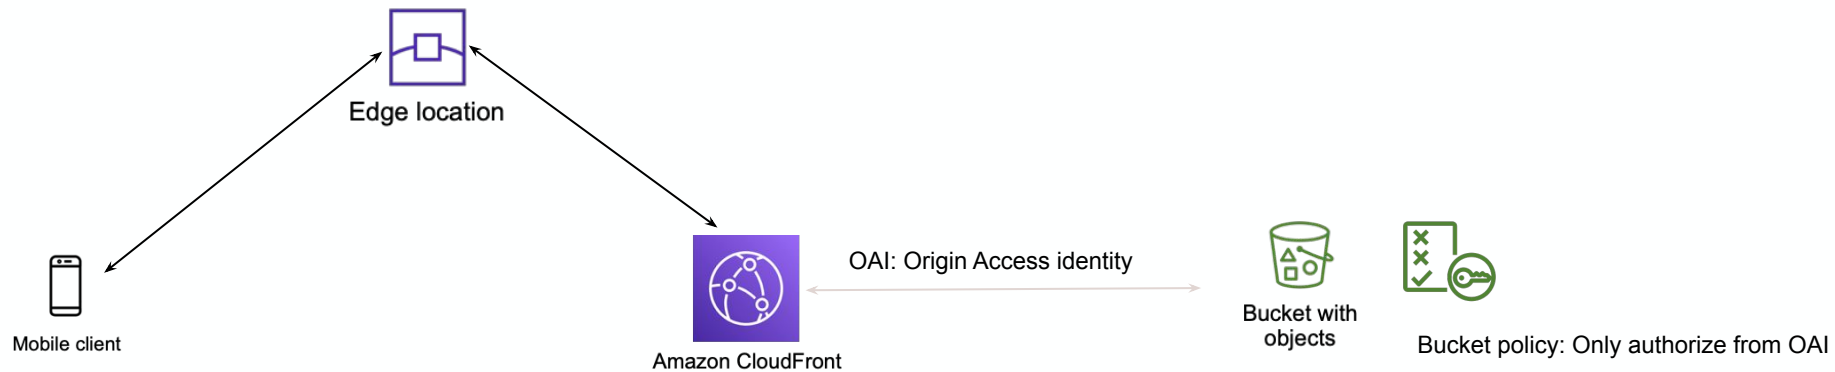 Edge location
OAI: Origin Access identity
Mobile client
Amazon CloudFront
Bucket with
objects
Bucket policy: Only authorize from OAI